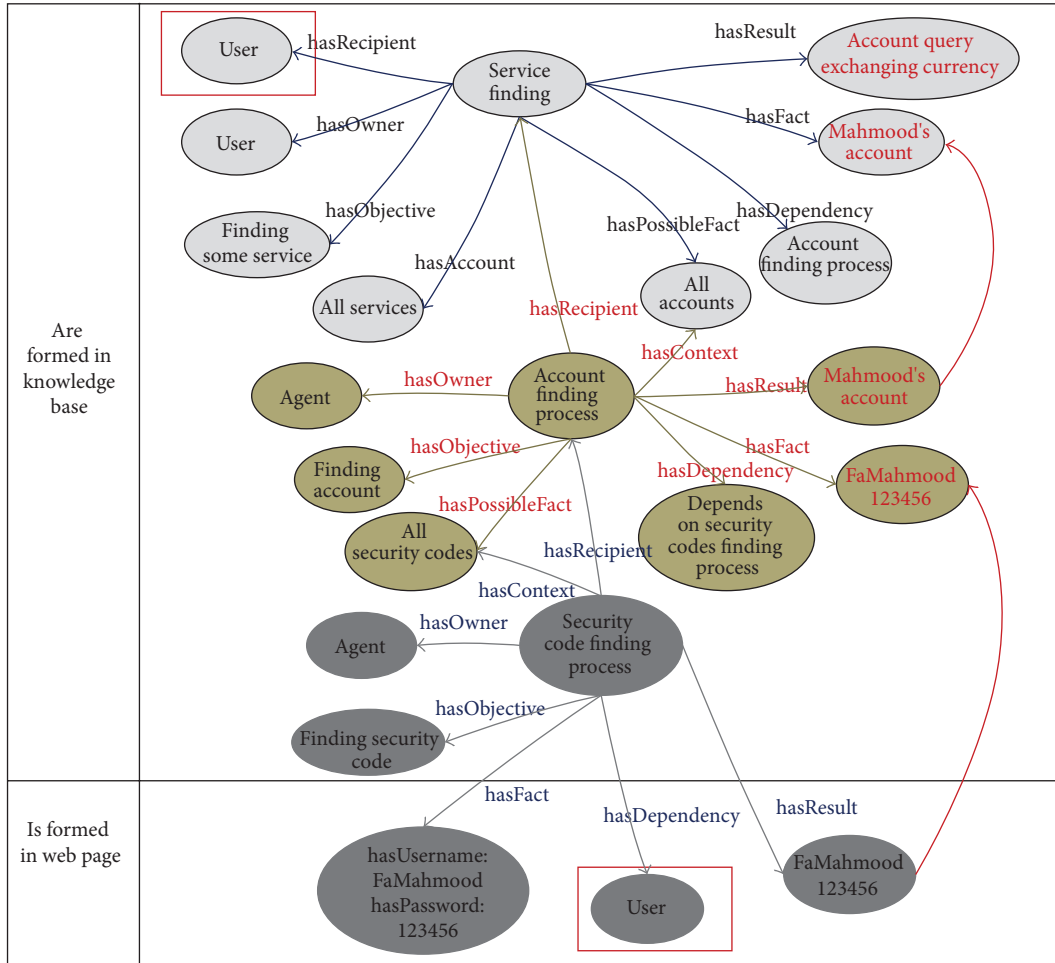 User
hasRecipient
Service
finding
hasResult
Account query
exchanging currency
hasOwner
User
hasFact
Mahmood's
account
hasObjective
Finding
some service
hasAccount
All services
hasPossibleFact
All
accounts
hasDependency
Account
finding process
Are
formed in
knowledge
base
hasRecipient
hasContext
hasOwner
Agent
Account
finding
process
hasResult
Mahmood's
account
hasObjective
Finding
account
hasFact
FaMahmood
123456
hasDependency
Depends
on security
codes finding
process
hasPossibleFact
All
security codes
hasRecipient
hasContext
hasOwner
Agent
Security
code finding
process
hasObjective
Finding security
code
Is formed
in web page
hasFact
hasUsername:
FaMahmood
hasPassword:
123456
hasDependency
User
hasResult
FaMahmood
123456